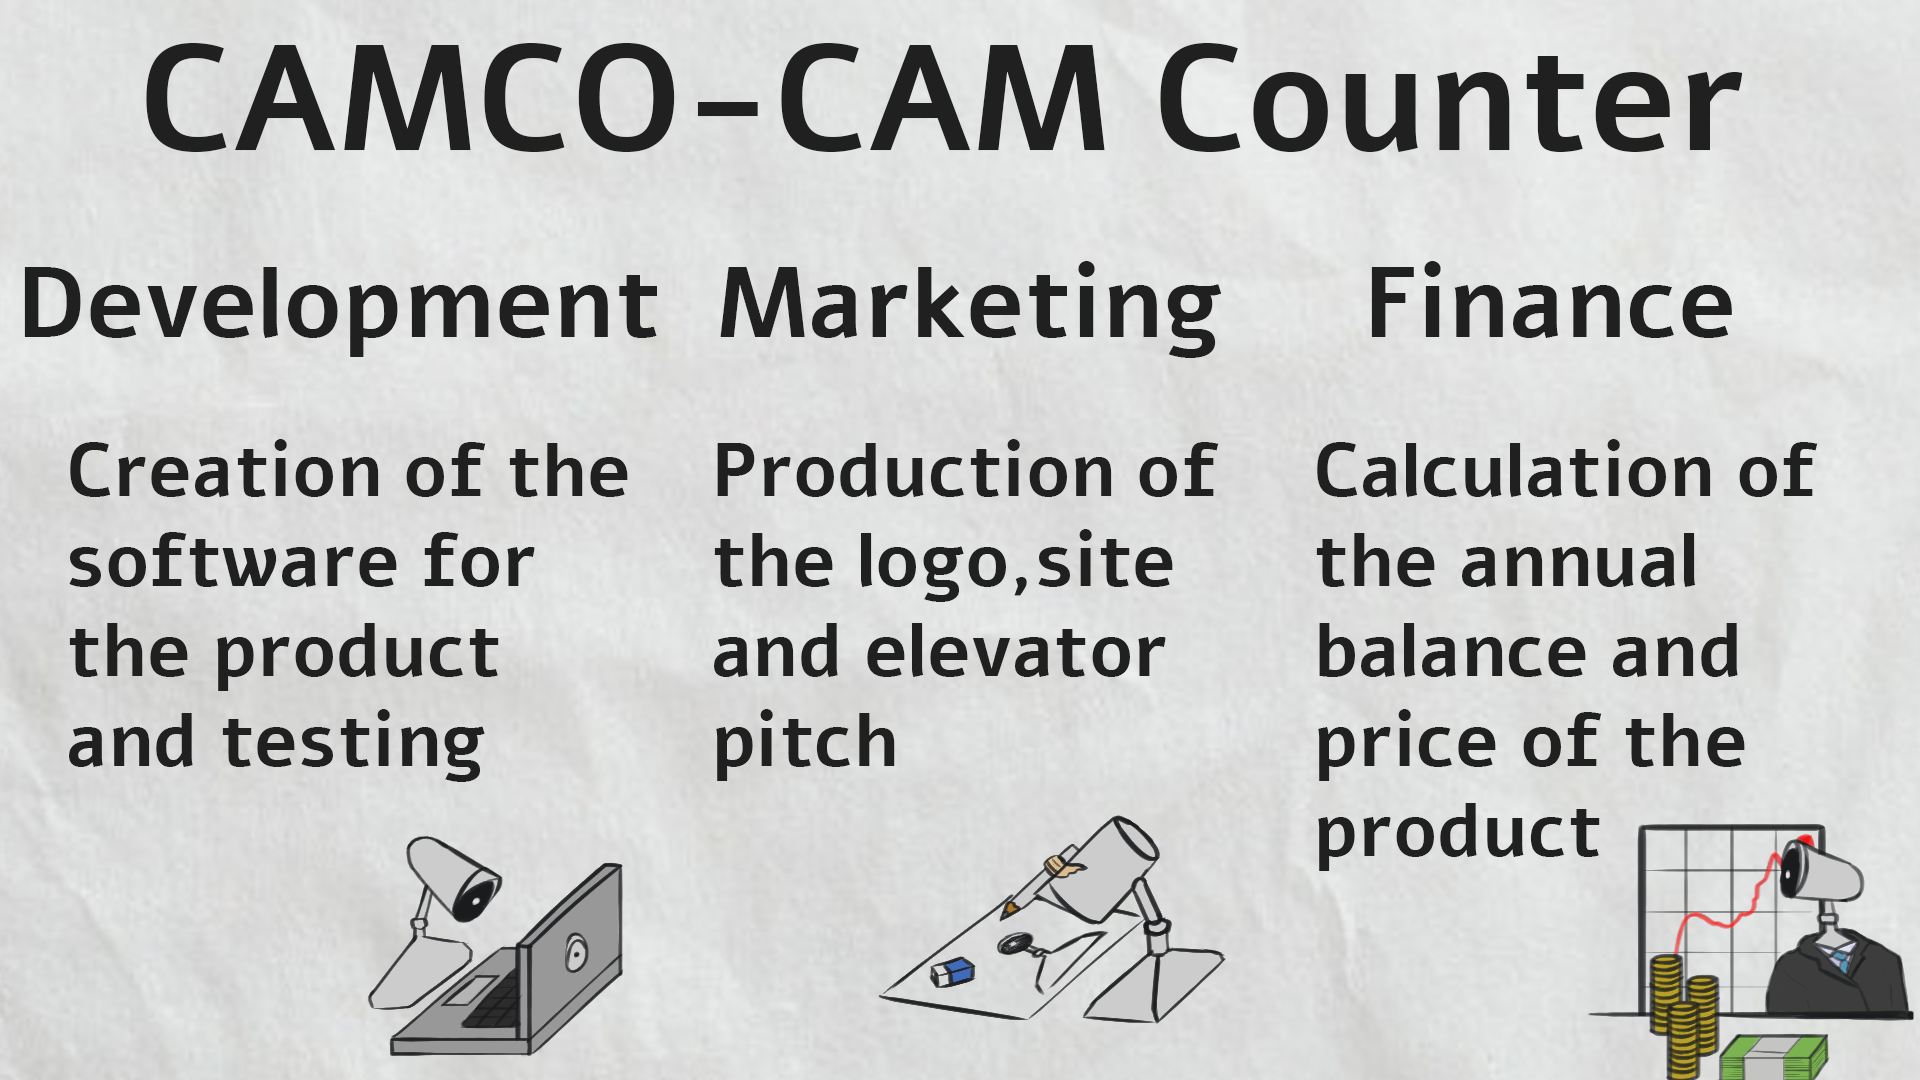 CAMCO-CAM Counter
Development
Marketing
Finance
Creation of the
software for
the product
and testing
Production of
the logo,site
and elevator
pitch
Calculation of
the annual
balance and
price of the
product